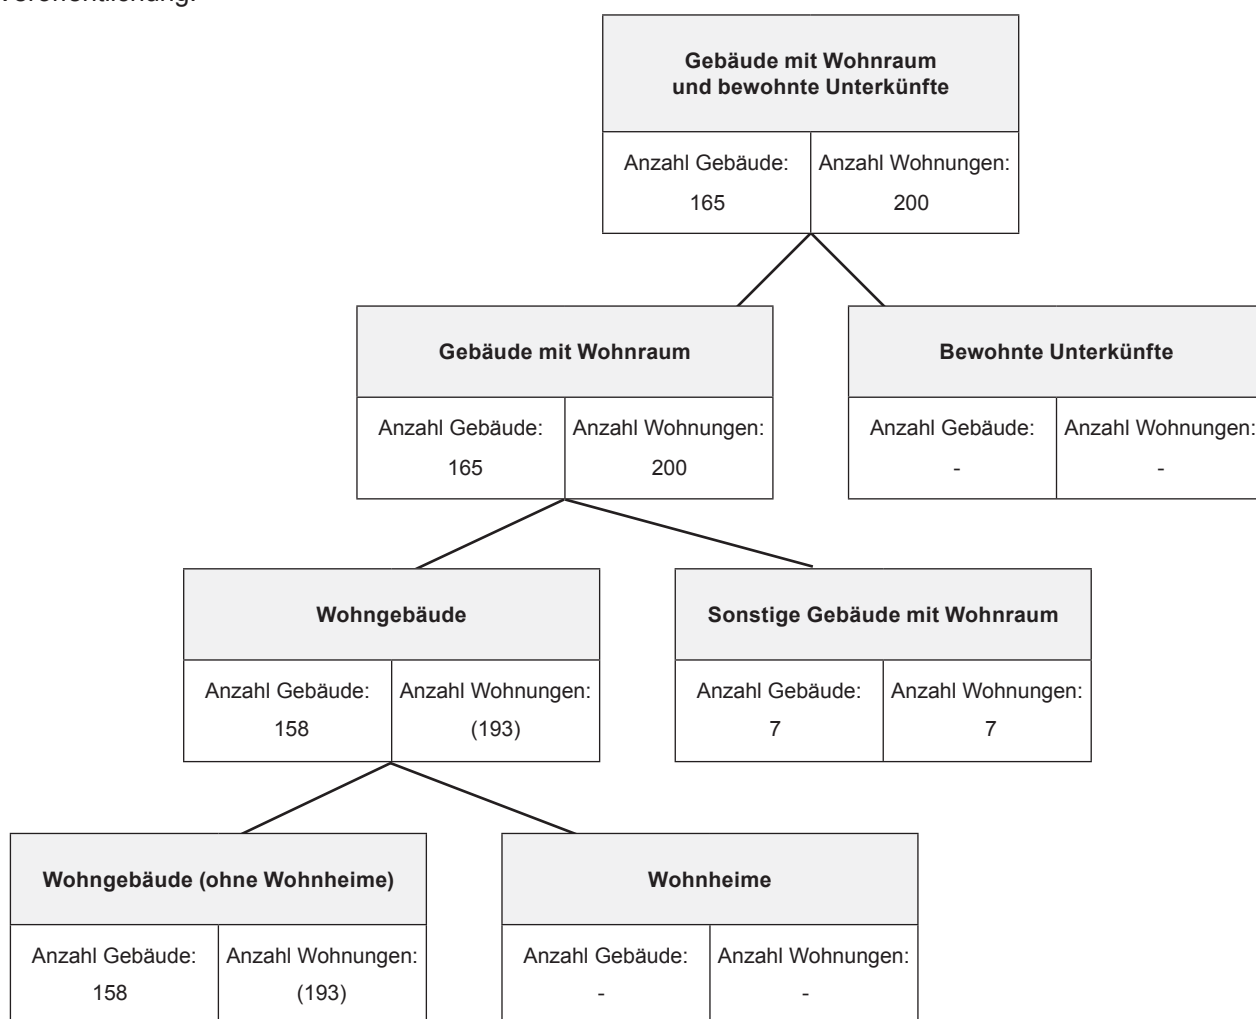 Veröffentlichung.
Gebäude mit Wohnraum
und bewohnte Unterkünfte
Anzahl Gebäude: Anzahl Wohnungen:
165 200
Gebäude mit Wohnraum
Anzahl Gebäude: Anzahl Wohnungen:
165 200
Bewohnte Unterkünfte
Anzahl Gebäude: Anzahl Wohnungen:
- -
Wohngebäude
Anzahl Gebäude: Anzahl Wohnungen:
158 (193)
Sonstige Gebäude mit Wohnraum
Anzahl Gebäude: Anzahl Wohnungen:
7 7
Wohngebäude (ohne Wohnheime)
Anzahl Gebäude: Anzahl Wohnungen:
158 (193)
Wohnheime
Anzahl Gebäude: Anzahl Wohnungen:
- -